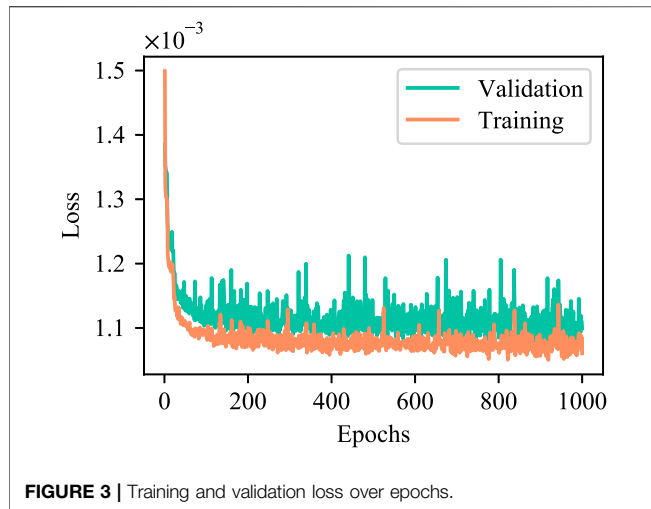 ×10⁻³
1.5
1.4
1.3
1.2
1.1
Loss
Validation
Training
0 200 400 600 800 1000
Epochs
FIGURE 3 | Training and validation loss over epochs.